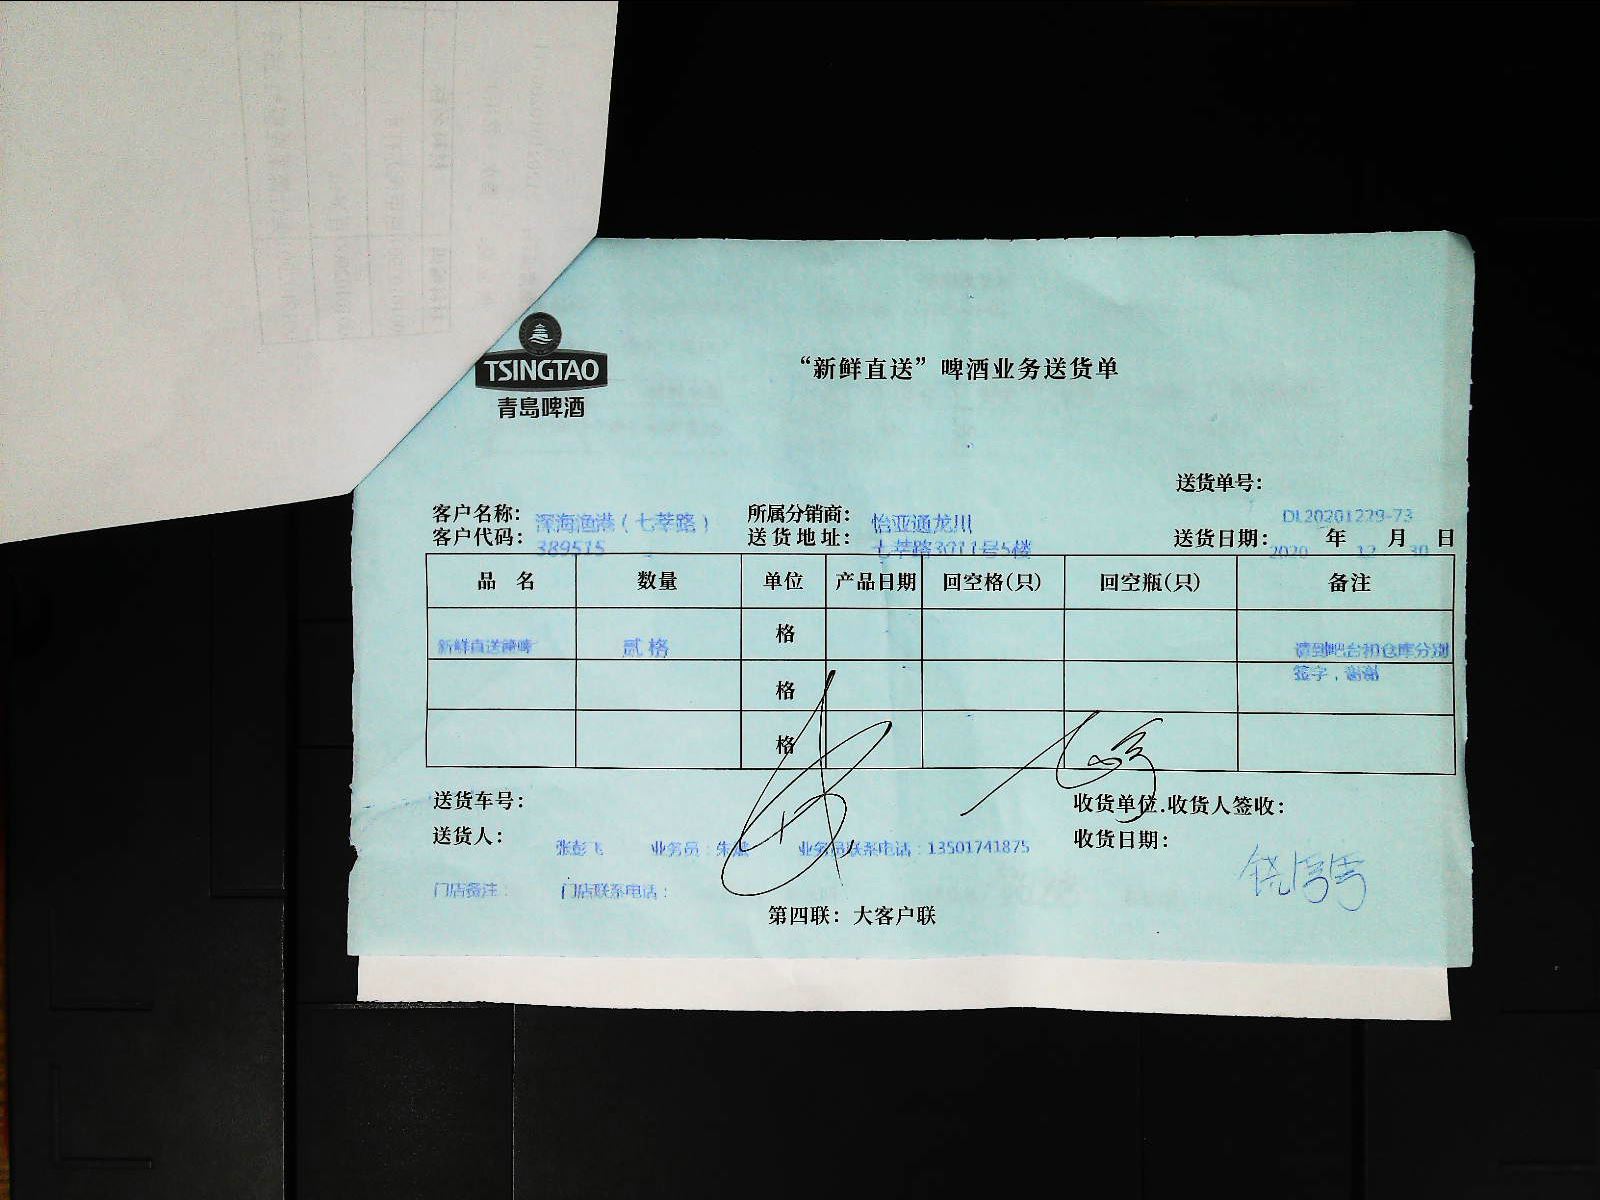 TSINGTAO
青岛啤酒
“新鲜直送”啤酒业务送货单
送货单号：
DL20201229-73
客户名称：深海渔港（七莘路） 所属分销商：怡亚通龙川
客户代码：389515 送货地址：七莘路3011号5楼 送货日期：2020 年 12 月 30 日
品 名 数量 单位 产品日期 回空格(只) 回空瓶(只) 备注
新鲜直送 贰格 格 请到吧台和仓库分别
签字，谢谢
格
格
送货车号： 收货单位.收货人签收：
送货人：张彭飞 业务员：朱 业务员联系电话：13501741875 收货日期：
门店备注： 门店联系电话：
第四联：大客户联